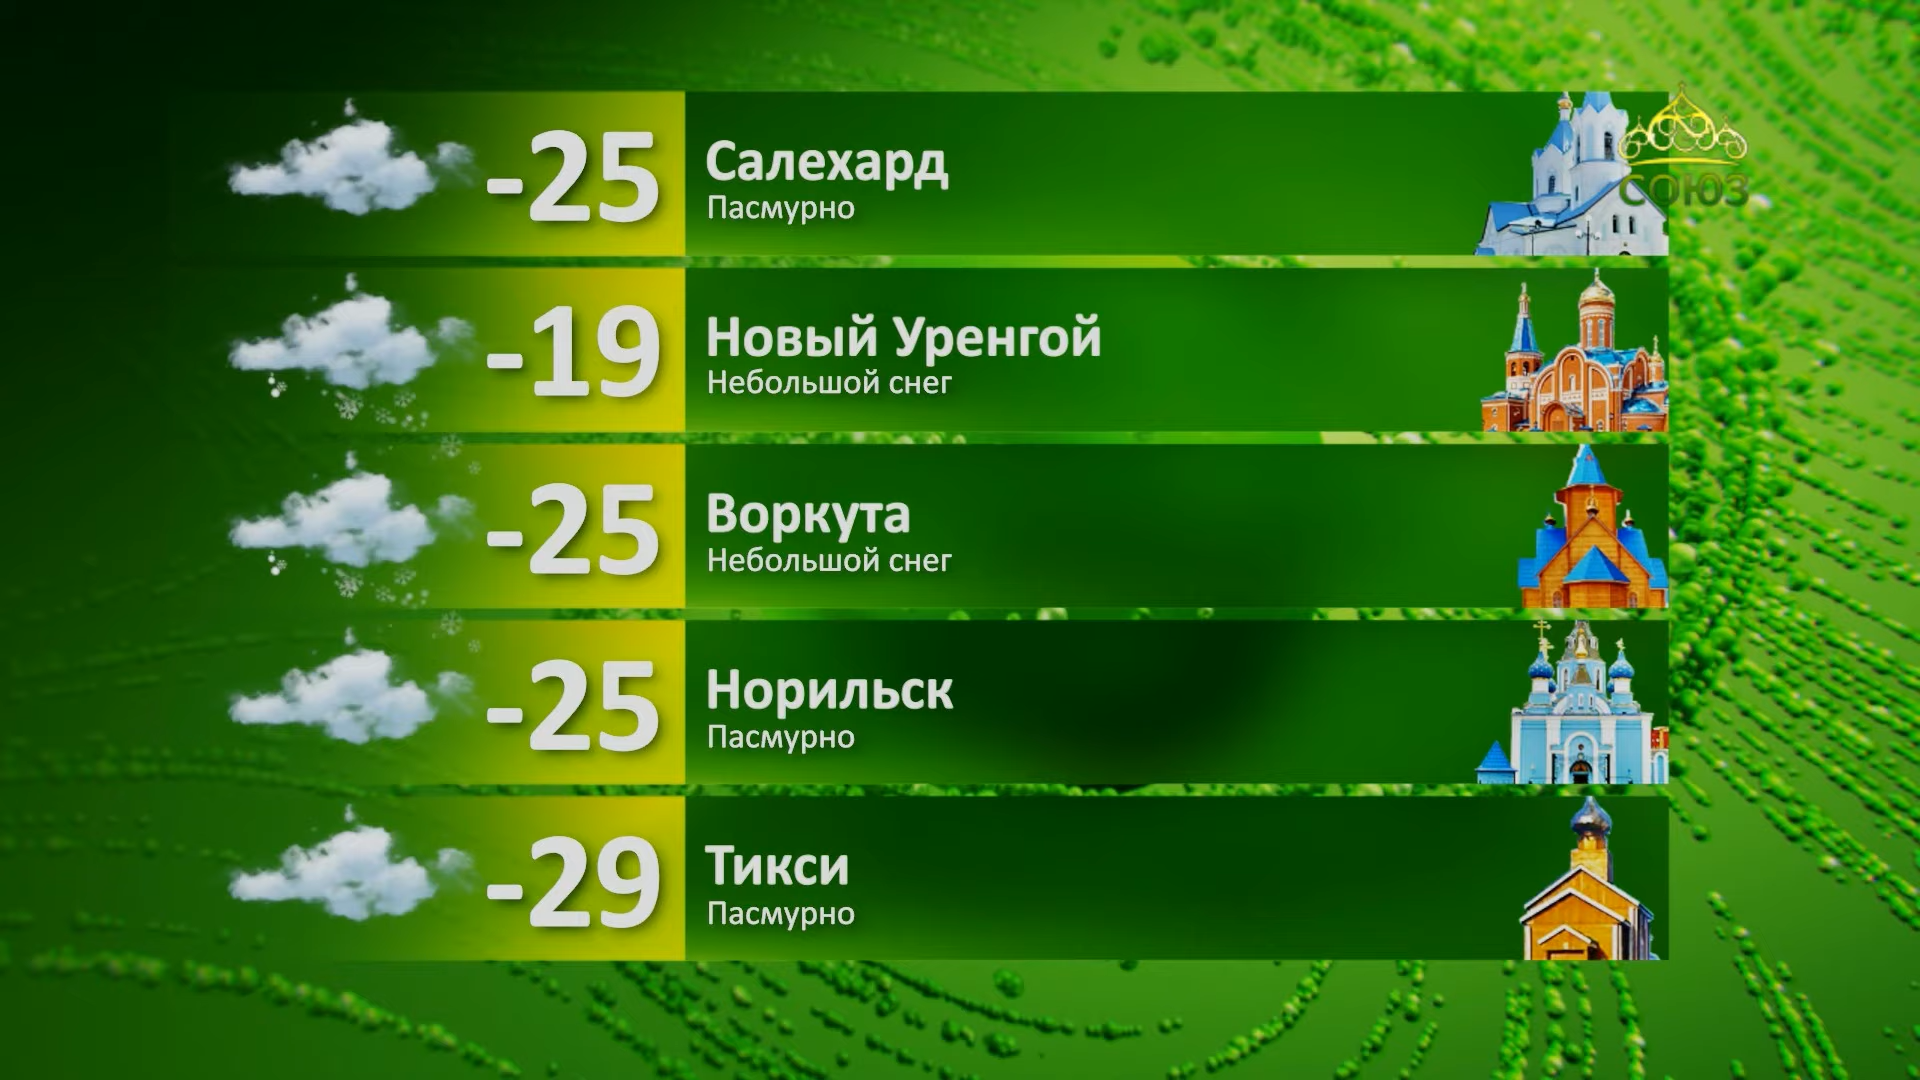 -25
Салехард
Пасмурно
СОЮЗ
-19
Новый Уренгой
Небольшой снег
-25
Воркута
Небольшой снег
-25
Норильск
Пасмурно
-29
Тикси
Пасмурно